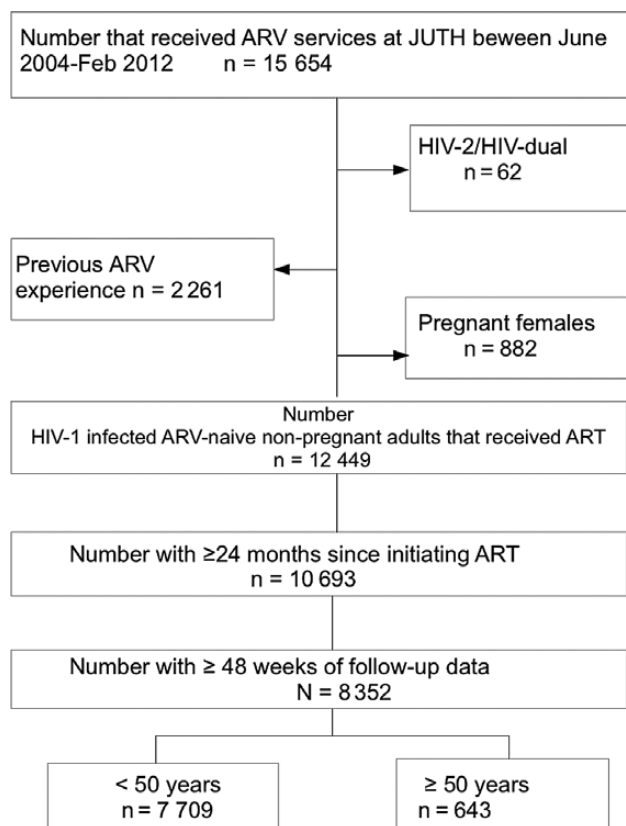 Number that received ARV services at JUTH beween June
2004-Feb 2012 n = 15 654
HIV-2/HIV-dual
n = 62
Previous ARV
experience n = 2 261
Pregnant females
n = 882
Number
HIV-1 infected ARV-naive non-pregnant adults that received ART
n = 12 449
Number with ≥24 months since initiating ART
n = 10 693
Number with ≥ 48 weeks of follow-up data
N = 8 352
< 50 years
n = 7 709
≥ 50 years
n = 643